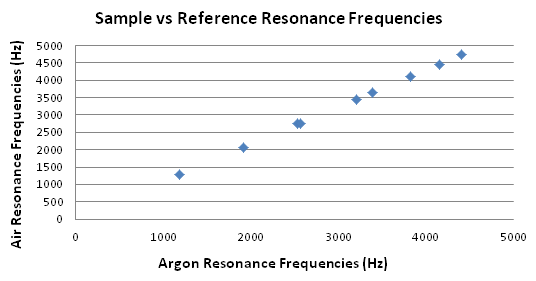 Sample vs Reference Resonance Frequencies
Air Resonance Frequencies (Hz)
5000
4500
4000
3500
3000
2500
2000
1500
1000
500
0
0 1000 2000 3000 4000 5000
Argon Resonance Frequencies (Hz)